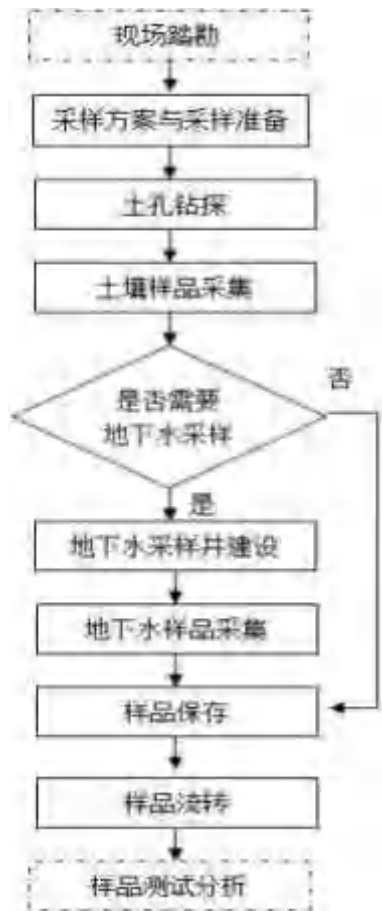 现场踏勘
采样方案与采样准备
土孔钻探
土壤样品采集
是否需要
地下水采样
否
是
地下水采样井建设
地下水样品采集
样品保存
样品流转
样品测试分析